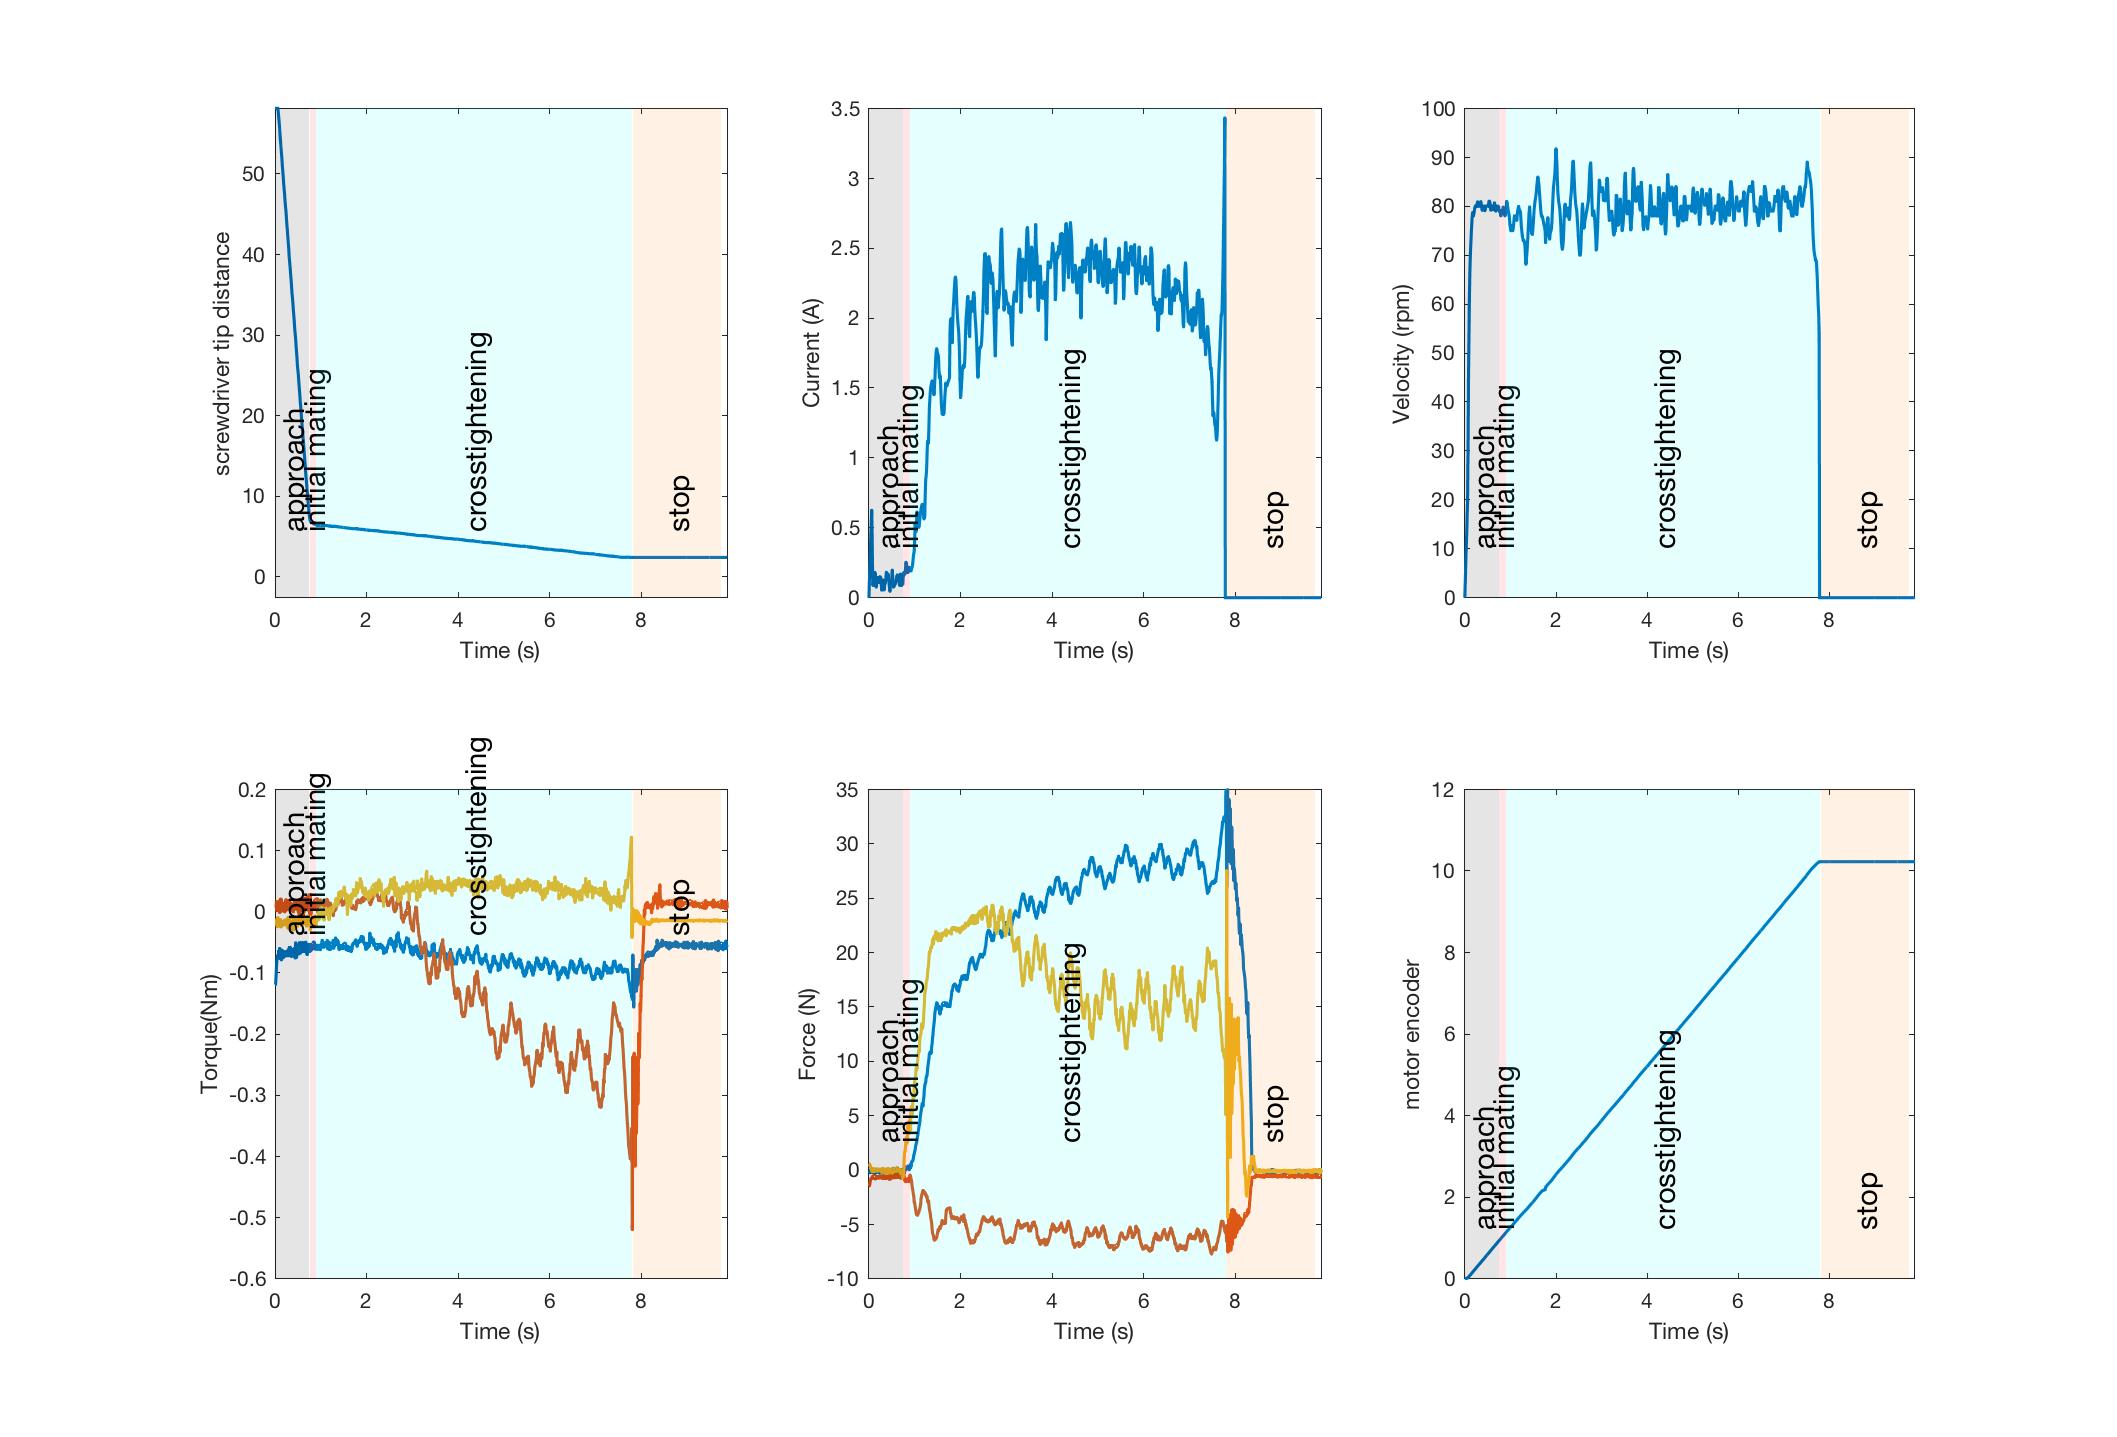 screwdriver tip distance
50
40
30
20
10
0
approach
initial mating
crosstightening
stop
0 2 4 6 8
Time (s)
Current (A)
3.5
3
2.5
2
1.5
1
0.5
0
approach
initial mating
crosstightening
stop
0 2 4 6 8
Time (s)
Velocity (rpm)
100
90
80
70
60
50
40
30
20
10
0
approach
initial mating
crosstightening
stop
0 2 4 6 8
Time (s)
Torque(Nm)
0.2
0.1
0
-0.1
-0.2
-0.3
-0.4
-0.5
-0.6
approach
initial mating
crosstightening
stop
0 2 4 6 8
Time (s)
Force (N)
35
30
25
20
15
10
5
0
-5
-10
approach
initial mating
crosstightening
stop
0 2 4 6 8
Time (s)
motor encoder
12
10
8
6
4
2
0
approach
initial mating
crosstightening
stop
0 2 4 6 8
Time (s)